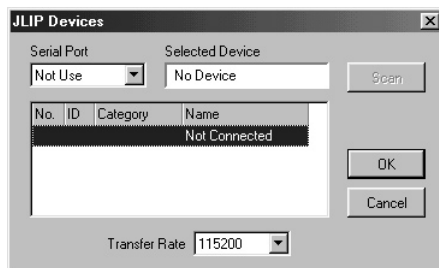 JLIP Devices
Serial Port Selected Device
Not Use No Device Scan
No. ID Category Name
Not Connected
OK
Cancel
Transfer Rate 115200